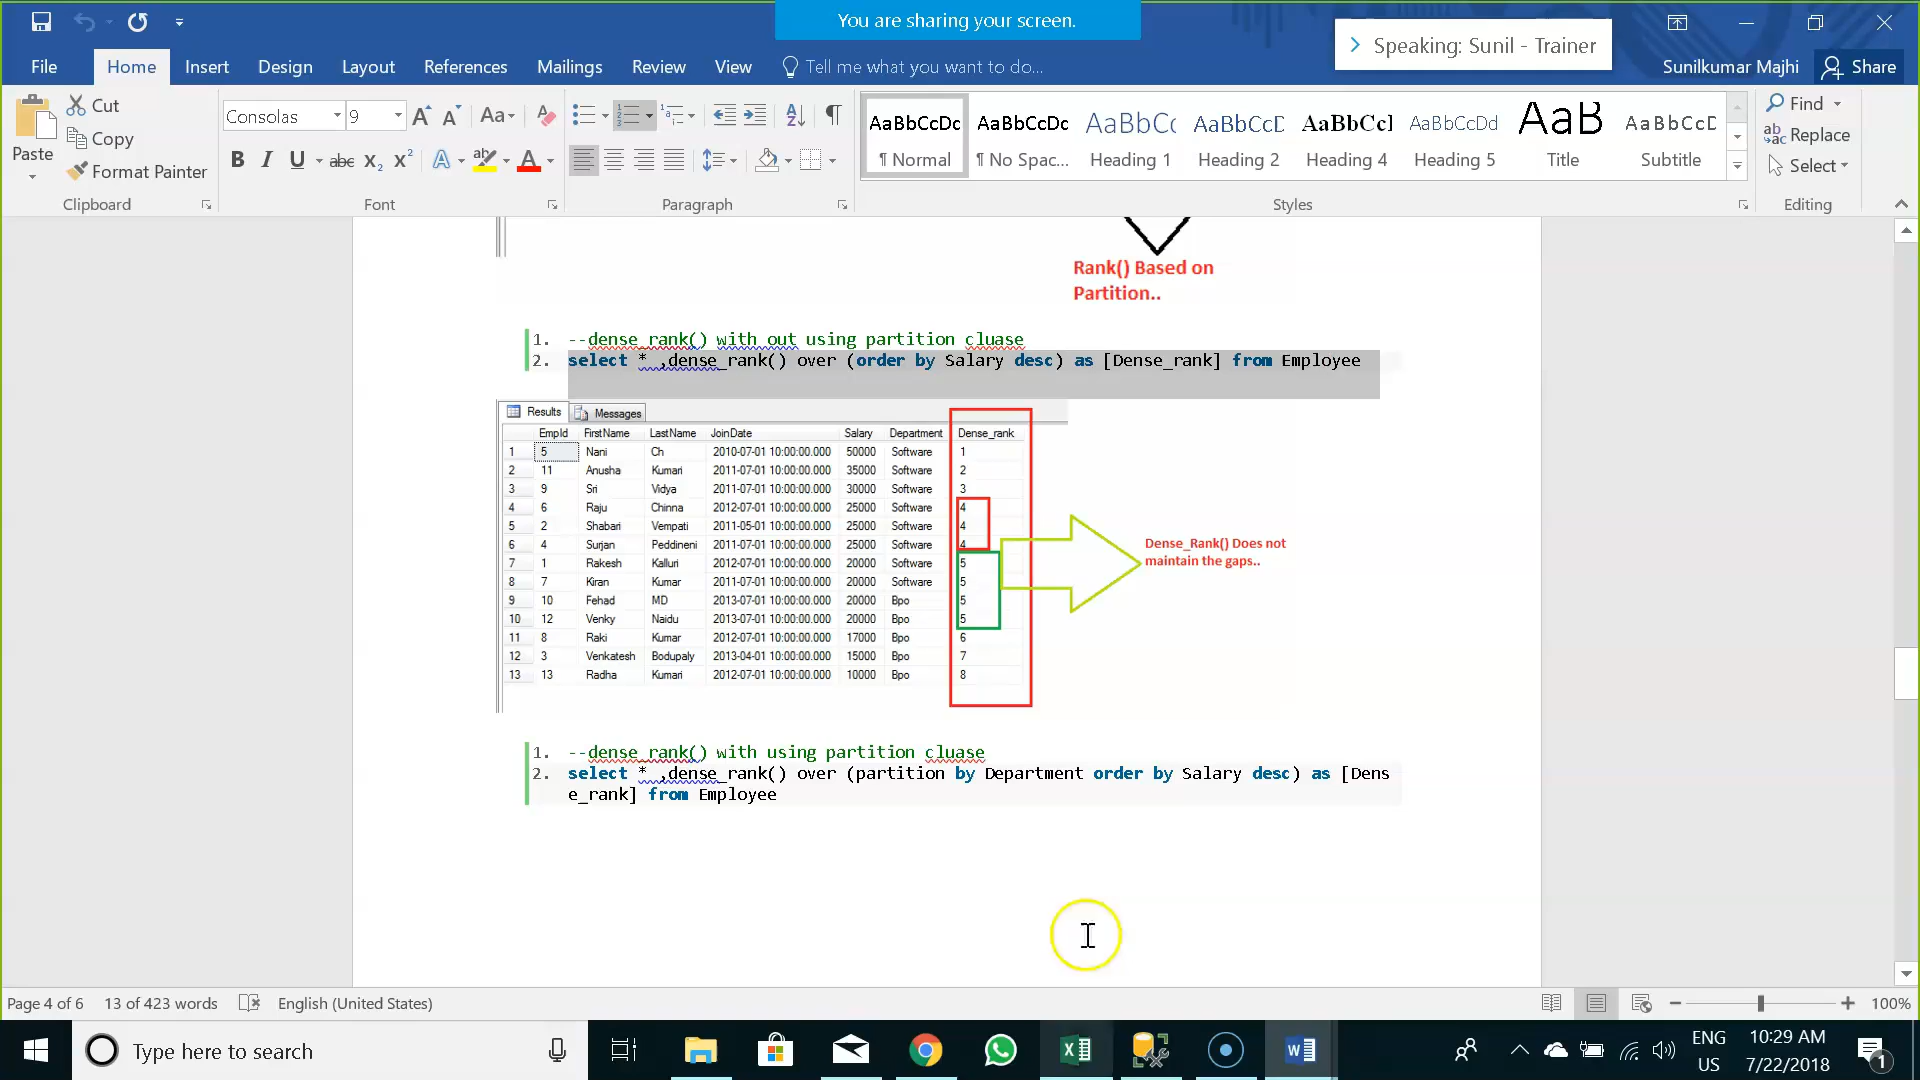 You are sharing your screen.
Speaking: Sunil - Trainer
File Home Insert Design Layout References Mailings Review View Tell me what you want to do... Sunilkumar Majhi Share
Paste Cut Copy Format Painter
Clipboard
Consolas 9
Font
Paragraph
AaBbCcDc AaBbCcDc AaBbCc AaBbCcD AaBbCc AaBbCcDd AaB AaBbCcD
¶ Normal ¶ No Spac... Heading 1 Heading 2 Heading 4 Heading 5 Title Subtitle
Styles
Find
Replace
Select
Editing
Rank() Based on
Partition..
1. --dense_rank() with out using partition cluase
2. select * ,dense_rank() over (order by Salary desc) as [Dense_rank] from Employee
Results Messages
EmpId FirstName LastName JoinDate Salary Department Dense_rank
1 5 Nani Ch 2010-07-01 10:00:00.000 50000 Software 1
2 11 Anusha Kumari 2011-07-01 10:00:00.000 35000 Software 2
3 9 Sri Vidya 2011-07-01 10:00:00.000 30000 Software 3
4 6 Raju Chinna 2012-07-01 10:00:00.000 25000 Software 4
5 2 Shabari Vempati 2011-05-01 10:00:00.000 25000 Software 4
6 4 Surjan Peddineni 2011-07-01 10:00:00.000 25000 Software 4
7 1 Rakesh Kalluri 2012-07-01 10:00:00.000 20000 Software 5
8 7 Kiran Kumar 2011-07-01 10:00:00.000 20000 Software 5
9 10 Fehad MD 2013-07-01 10:00:00.000 20000 Bpo 5
10 12 Venky Naidu 2013-07-01 10:00:00.000 20000 Bpo 5
11 8 Raki Kumar 2012-07-01 10:00:00.000 17000 Bpo 6
12 3 Venkatesh Bodupaly 2013-04-01 10:00:00.000 15000 Bpo 7
13 13 Radha Kumari 2012-07-01 10:00:00.000 10000 Bpo 8
Dense_Rank() Does not
maintain the gaps..
1. --dense_rank() with using partition cluase
2. select * ,dense_rank() over (partition by Department order by Salary desc) as [Dens
e_rank] from Employee
Page 4 of 6 13 of 423 words English (United States) 100%
Type here to search
ENG
US
10:29 AM
7/22/2018
1